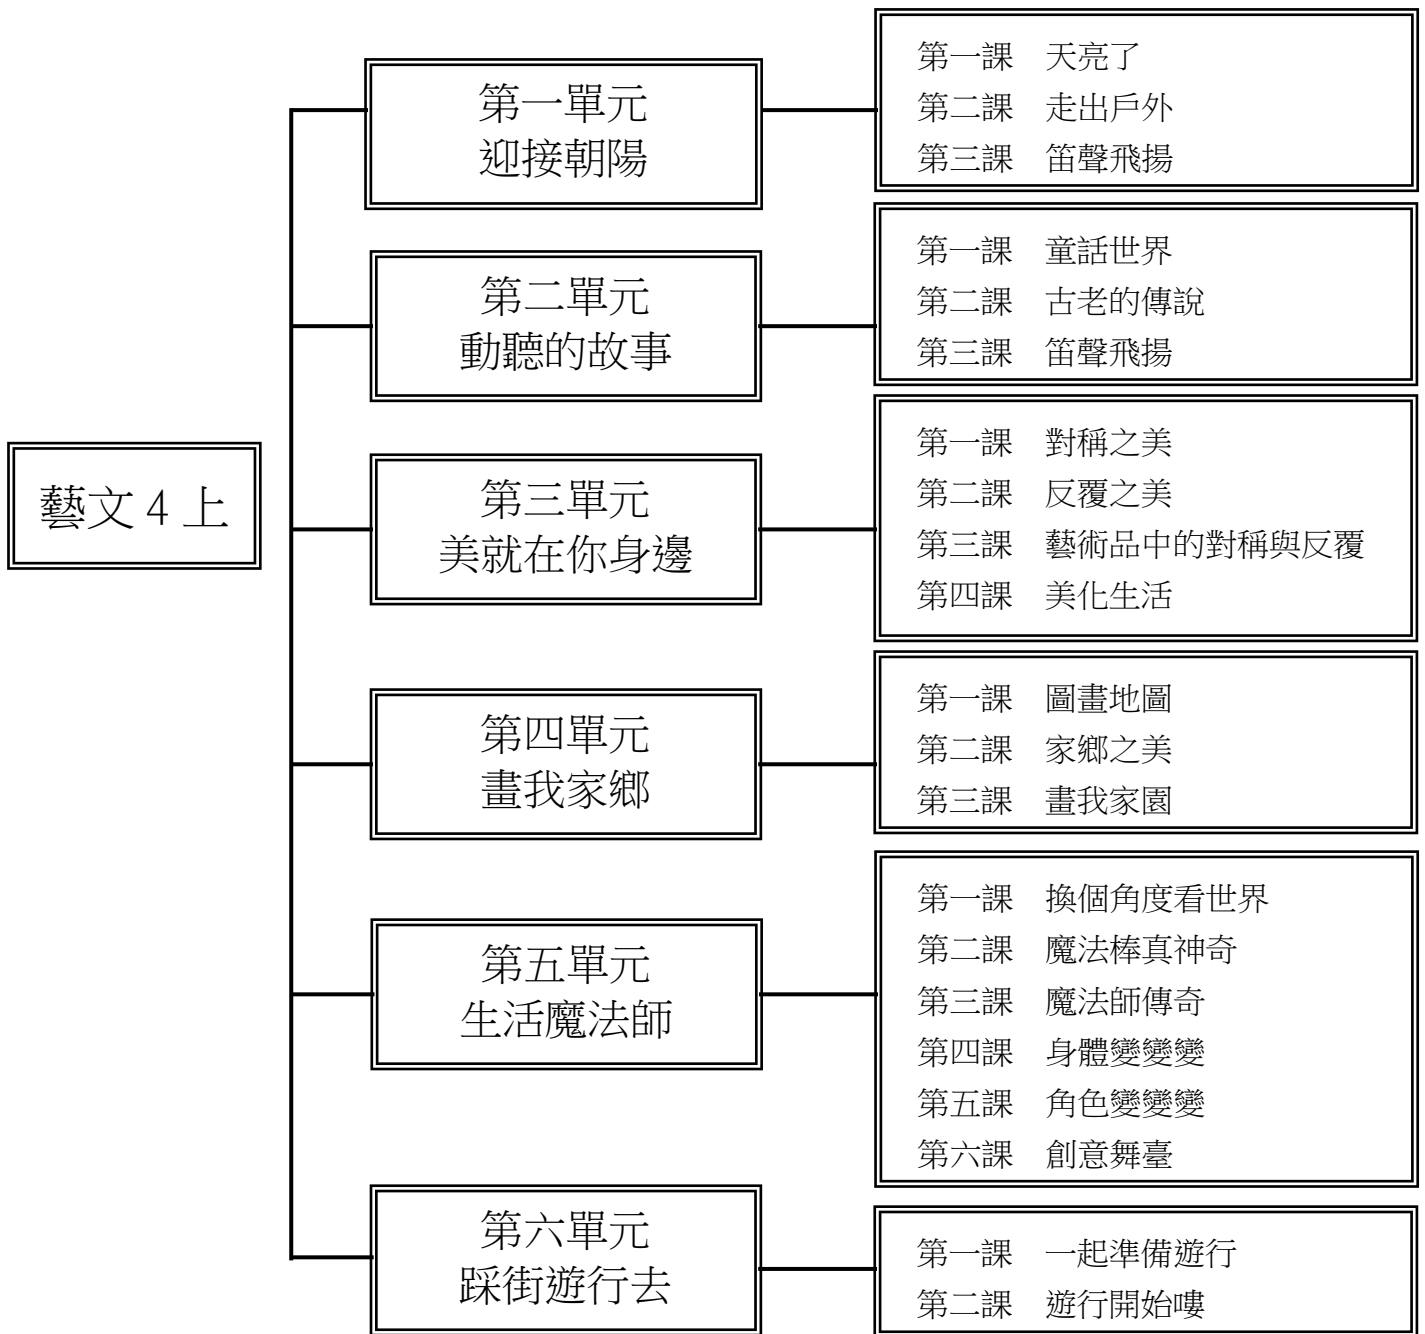 藝文 4 上
第一單元
迎接朝陽
第一課 天亮了
第二課 走出戶外
第三課 笛聲飛揚
第二單元
動聽的故事
第一課 童話世界
第二課 古老的傳說
第三課 笛聲飛揚
第三單元
美就在你身邊
第一課 對稱之美
第二課 反覆之美
第三課 藝術品中的對稱與反覆
第四課 美化生活
第四單元
畫我家鄉
第一課 圖畫地圖
第二課 家鄉之美
第三課 畫我家園
第五單元
生活魔法師
第一課 換個角度看世界
第二課 魔法棒真神奇
第三課 魔法師傳奇
第四課 身體變變變
第五課 角色變變變
第六課 創意舞臺
第六單元
踩街遊行去
第一課 一起準備遊行
第二課 遊行開始嘍